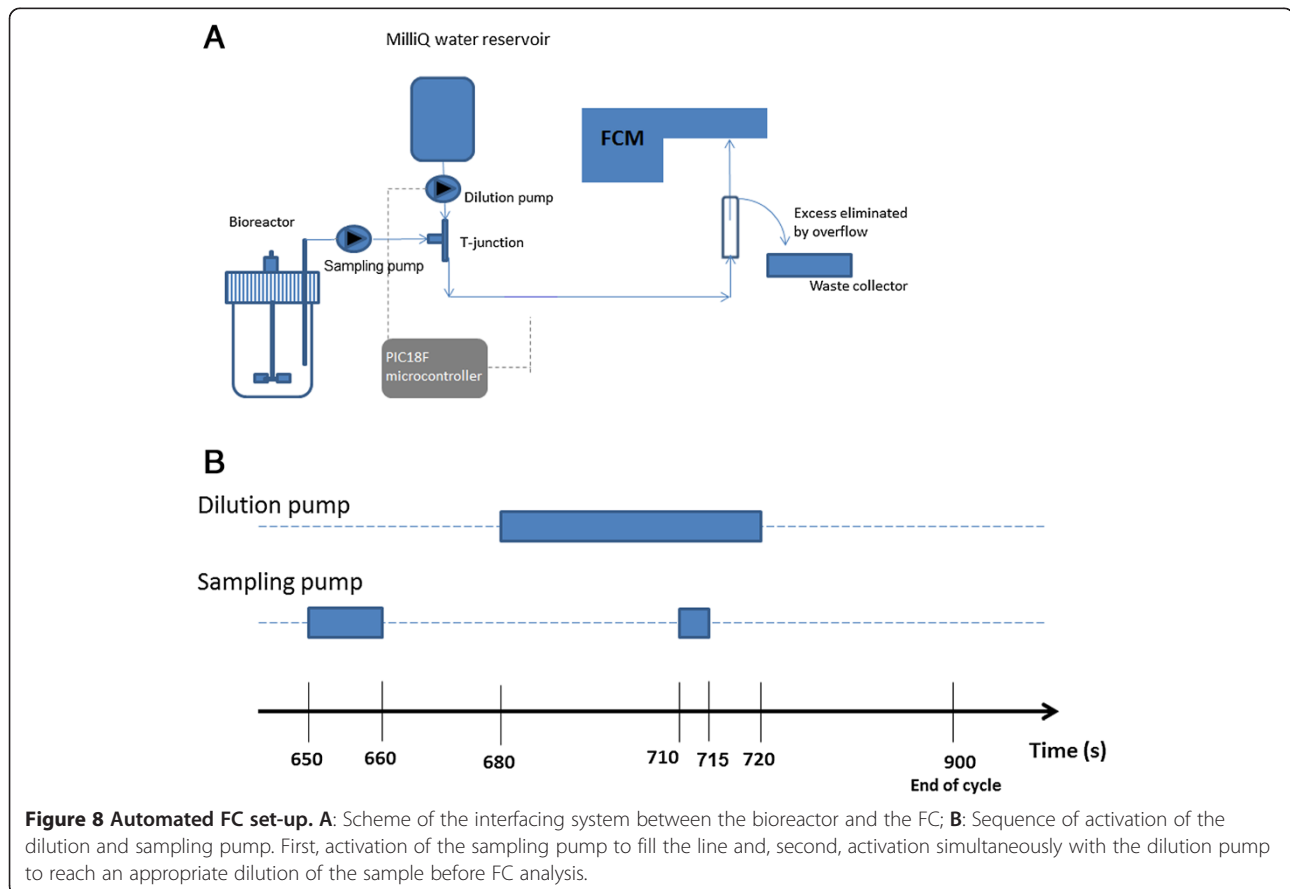 A
MilliQ water reservoir
FCM
Dilution pump
Bioreactor
T-junction
Sampling pump
Excess eliminated
by overflow
Waste collector
PIC18F
microcontroller
B
Dilution pump
Sampling pump
650 660 680 710 715 720 900
Time (s)
End of cycle
Figure 8 Automated FC set-up. A: Scheme of the interfacing system between the bioreactor and the FC; B: Sequence of activation of the
dilution and sampling pump. First, activation of the sampling pump to fill the line and, second, activation simultaneously with the dilution pump
to reach an appropriate dilution of the sample before FC analysis.